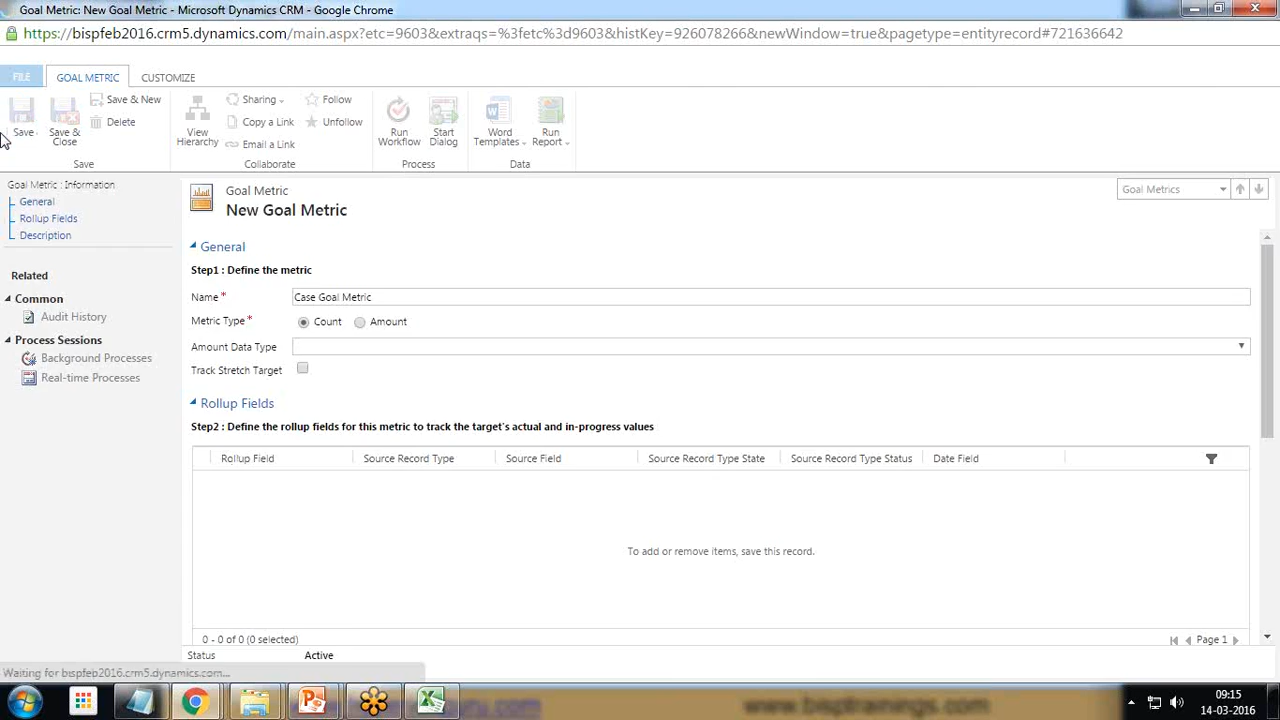 Goal Metric: New Goal Metric - Microsoft Dynamics CRM - Google Chrome
https://bispfeb2016.crm5.dynamics.com/main.aspx?etc=9603&extraqs=%3fetc%3d9603&histKey=926078266&newWindow=true&pagetype=entityrecord#721636642
FILE GOAL METRIC CUSTOMIZE
Save
Save & Close
Save & New
Delete
Save
View Hierarchy
Sharing
Copy a Link
Email a Link
Follow
Unfollow
Collaborate
Run Workflow
Start Dialog
Process
Word Templates
Run Report
Data
Goal Metric : Information
General
Rollup Fields
Description
Related
Common
Audit History
Process Sessions
Background Processes
Real-time Processes
Goal Metric
New Goal Metric
Goal Metrics
General
Step1 : Define the metric
Name* Case Goal Metric
Metric Type* Count Amount
Amount Data Type
Track Stretch Target
Rollup Fields
Step2 : Define the rollup fields for this metric to track the target's actual and in-progress values
Rollup Field Source Record Type Source Field Source Record Type State Source Record Type Status Date Field
To add or remove items, save this record.
0 - 0 of 0 (0 selected) Page 1
Status Active
Waiting for bispfeb2016.crm5.dynamics.com...
www.bisptrainings.com
09:15
14-03-2016